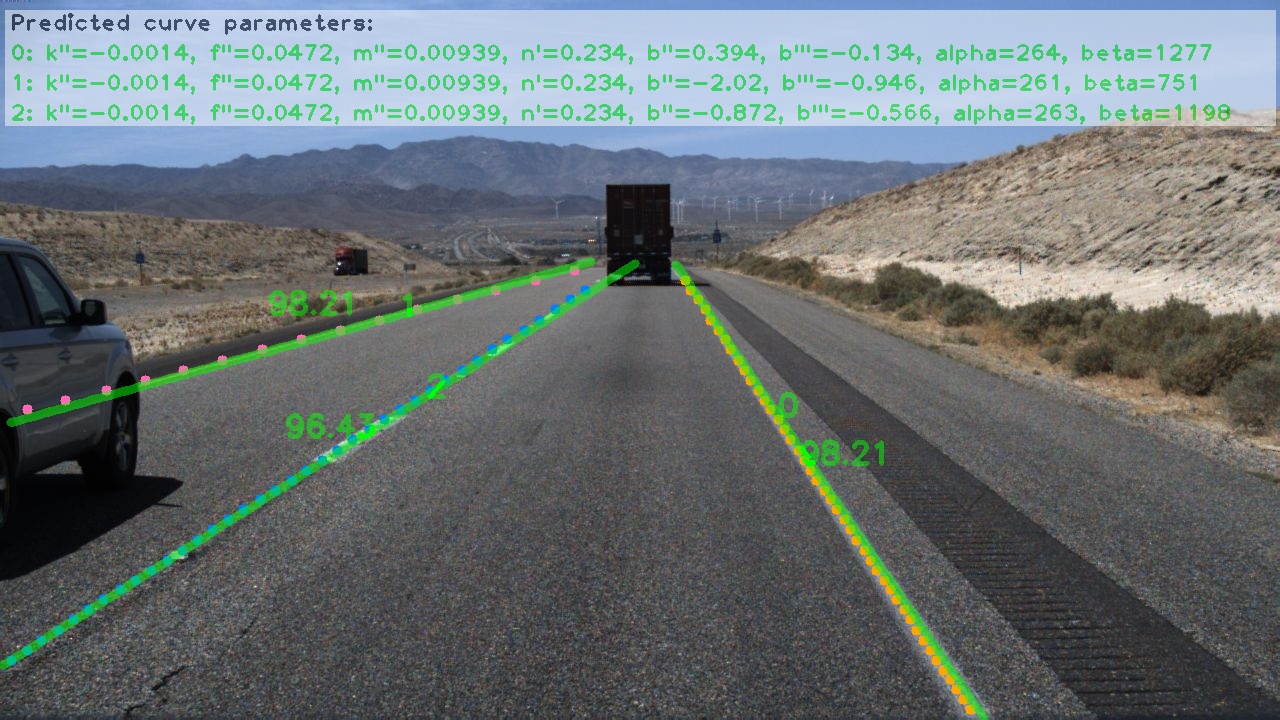 Predicted curve parameters:
0: k"=-0.0014, f"=0.0472, m"=0.00939, n'=0.234, b"=0.394, b'''=-0.134, alpha=264, beta=1277
1: k"=-0.0014, f"=0.0472, m"=0.00939, n'=0.234, b"=-2.02, b'''=-0.946, alpha=261, beta=751
2: k"=-0.0014, f"=0.0472, m"=0.00939, n'=0.234, b"=-0.872, b'''=-0.566, alpha=263, beta=1198
98.21 1
2
0
96.43
98.21